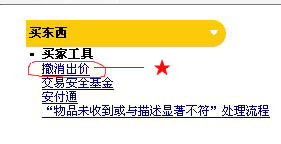 买东西
买家工具
撤消出价
交易安全基金
安付通
“物品未收到或与描述显著不符”处理流程